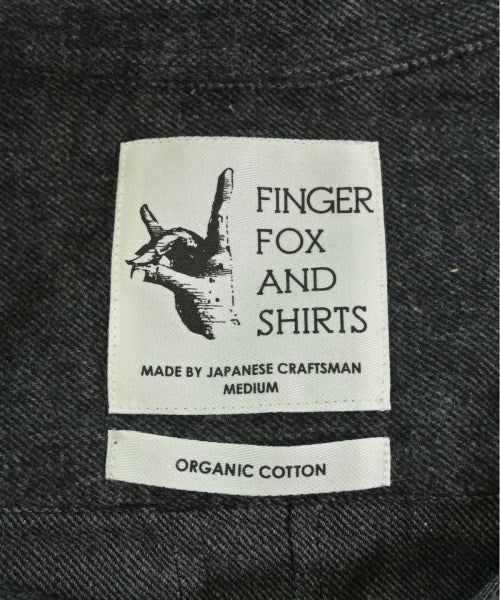 FINGER
FOX
AND
SHIRTS
MADE BY JAPANESE CRAFTSMAN
MEDIUM
ORGANIC COTTON